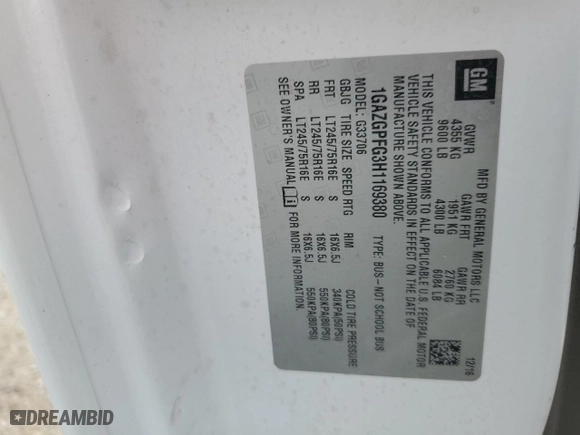 GM
MFD BY GENERAL MOTORS LLC 12/16
GVWR GAWR FRT GAWR RR
4355 KG 1951 KG 2760 KG
9600 LB 4300 LB 6084 LB
THIS VEHICLE CONFORMS TO ALL APPLICABLE U.S. FEDERAL MOTOR
VEHICLE SAFETY STANDARDS IN EFFECT ON THE DATE OF
MANUFACTURE SHOWN ABOVE.
1GAZGPFG3H1169380 TYPE: BUS-NOT SCHOOL BUS
MODEL: G33706
GBJG TIRE SIZE SPEED RTG RIM COLD TIRE PRESSURE
FRT LT245/75R16E S 16X6.5J 340KPA(50PSI)
RR LT245/75R16E S 16X6.5J 550KPA(80PSI)
SPA LT245/75R16E S 16X6.5J 550KPA(80PSI)
SEE OWNER'S MANUAL
DREAMBID